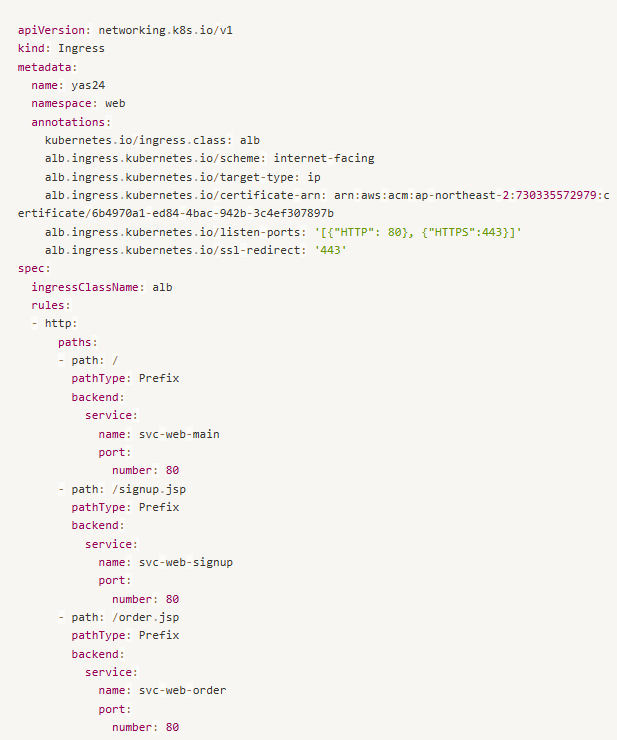 apiVersion: networking.k8s.io/v1
kind: Ingress
metadata:
  name: yas24
  namespace: web
  annotations:
    kubernetes.io/ingress.class: alb
    alb.ingress.kubernetes.io/scheme: internet-facing
    alb.ingress.kubernetes.io/target-type: ip
    alb.ingress.kubernetes.io/certificate-arn: arn:aws:acm:ap-northeast-2:730335572979:c
ertificate/6b4970a1-ed84-4bac-942b-3c4ef307897b
    alb.ingress.kubernetes.io/listen-ports: '[{"HTTP": 80}, {"HTTPS":443}]'
    alb.ingress.kubernetes.io/ssl-redirect: '443'
spec:
  ingressClassName: alb
  rules:
  - http:
      paths:
      - path: /
        pathType: Prefix
        backend:
          service:
            name: svc-web-main
            port:
              number: 80
      - path: /signup.jsp
        pathType: Prefix
        backend:
          service:
            name: svc-web-signup
            port:
              number: 80
      - path: /order.jsp
        pathType: Prefix
        backend:
          service:
            name: svc-web-order
            port:
              number: 80